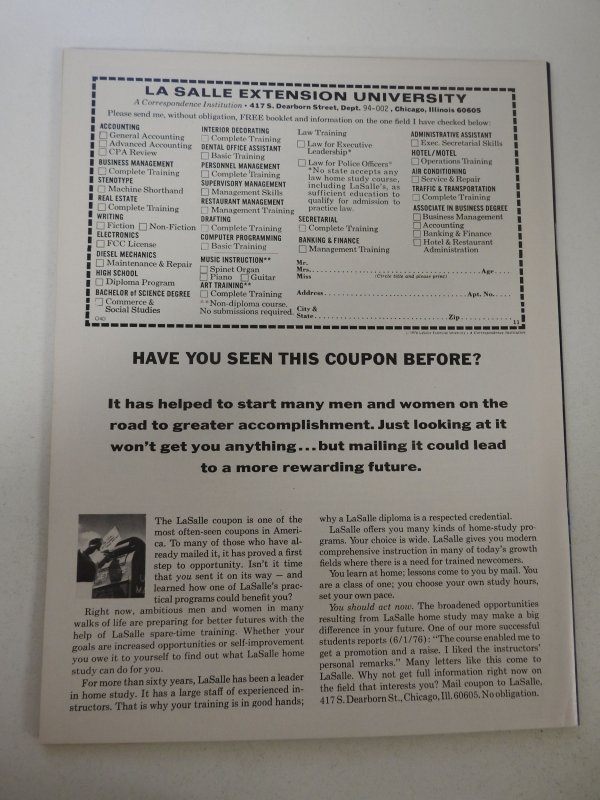 LA SALLE EXTENSION UNIVERSITY
A Correspondence Institution • 417 S. Dearborn Street, Dept. 94-002, Chicago, Illinois 60605
Please send me, without obligation, FREE booklet and information on the one field I have checked below:
ACCOUNTING
General Accounting
Advanced Accounting
CPA Review
BUSINESS MANAGEMENT
Complete Training
STENOTYPE
Machine Shorthand
REAL ESTATE
Complete Training
WRITING
Fiction Non-Fiction
ELECTRONICS
FCC License
DIESEL MECHANICS
Maintenance & Repair
HIGH SCHOOL
Diploma Program
BACHELOR of SCIENCE DEGREE
Commerce &
Social Studies
INTERIOR DECORATING
Complete Training
DENTAL OFFICE ASSISTANT
Basic Training
PERSONNEL MANAGEMENT
Complete Training
SUPERVISORY MANAGEMENT
Management Skills
RESTAURANT MANAGEMENT
Management Training
DRAFTING
Complete Training
COMPUTER PROGRAMMING
Basic Training
MUSIC INSTRUCTION**
Spinet Organ
Piano Guitar
ART TRAINING**
Complete Training
**Non-diploma course.
No submissions required.
Law Training
Law for Executive
Leadership*
Law for Police Officers*
*No state accepts any
law home study course,
including LaSalle's, as
sufficient education to
qualify for admission to
practice law.
SECRETARIAL
Complete Training
BANKING & FINANCE
Management Training
ADMINISTRATIVE ASSISTANT
Exec. Secretarial Skills
HOTEL/MOTEL
Operations Training
AIR CONDITIONING
Service & Repair
TRAFFIC & TRANSPORTATION
Complete Training
ASSOCIATE IN BUSINESS DEGREE
Business Management
Accounting
Banking & Finance
Hotel & Restaurant
Administration
Mr.
Mrs. Age
Miss (Circle title and please print)
Address Apt. No.
City &
State Zip
11
HAVE YOU SEEN THIS COUPON BEFORE?
It has helped to start many men and women on the
road to greater accomplishment. Just looking at it
won't get you anything...but mailing it could lead
to a more rewarding future.
The LaSalle coupon is one of the
most often-seen coupons in Ameri-
ca. To many of those who have al-
ready mailed it, it has proved a first
step to opportunity. Isn't it time
that you sent it on its way — and
learned how one of LaSalle's prac-
tical programs could benefit you?
Right now, ambitious men and women in many
walks of life are preparing for better futures with the
help of LaSalle spare-time training. Whether your
goals are increased opportunities or self-improvement
you owe it to yourself to find out what LaSalle home
study can do for you.
For more than sixty years, LaSalle has been a leader
in home study. It has a large staff of experienced in-
structors. That is why your training is in good hands;
why a LaSalle diploma is a respected credential.
LaSalle offers you many kinds of home-study pro-
grams. Your choice is wide. LaSalle gives you modern
comprehensive instruction in many of today's growth
fields where there is a need for trained newcomers.
You learn at home; lessons come to you by mail. You
are a class of one; you choose your own study hours,
set your own pace.
You should act now. The broadened opportunities
resulting from LaSalle home study may make a big
difference in your future. One of our more successful
students reports (6/1/76): "The course enabled me to
get a promotion and a raise. I liked the instructors'
personal remarks." Many letters like this come to
LaSalle. Why not get full information right now on
the field that interests you? Mail coupon to LaSalle,
417 S. Dearborn St., Chicago, Ill. 60605. No obligation.